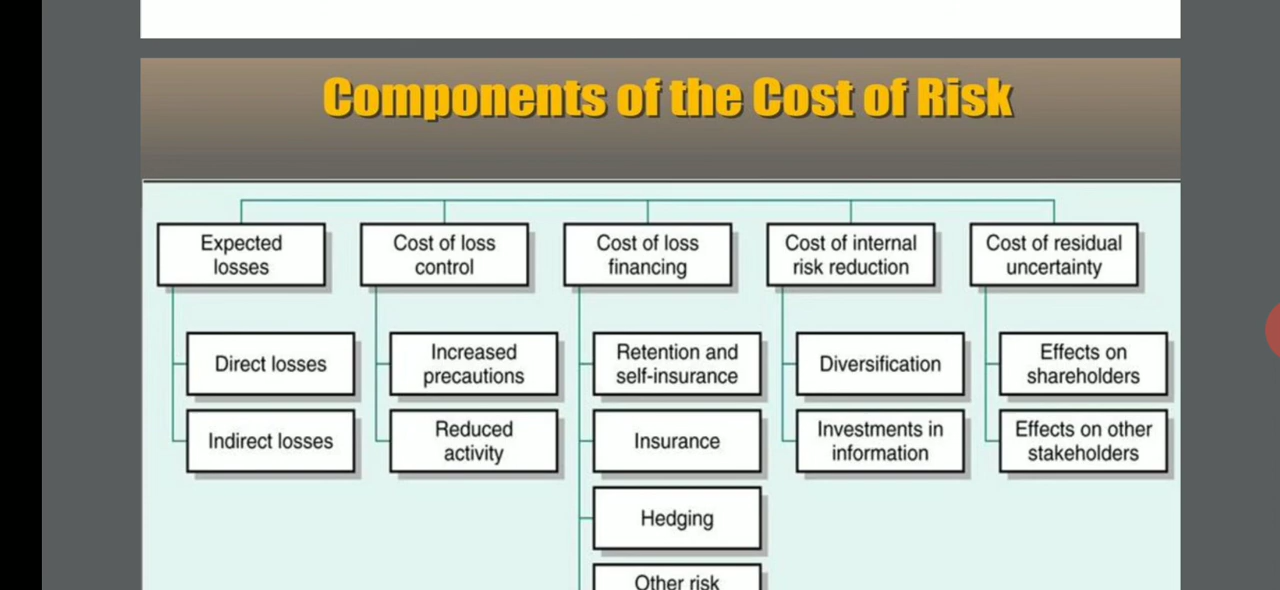 Components of the Cost of Risk
Expected
losses
Cost of loss
control
Cost of loss
financing
Cost of internal
risk reduction
Cost of residual
uncertainty
Direct losses
Increased
precautions
Retention and
self-insurance
Diversification
Effects on
shareholders
Indirect losses
Reduced
activity
Insurance
Investments in
information
Effects on other
stakeholders
Hedging
Other risk